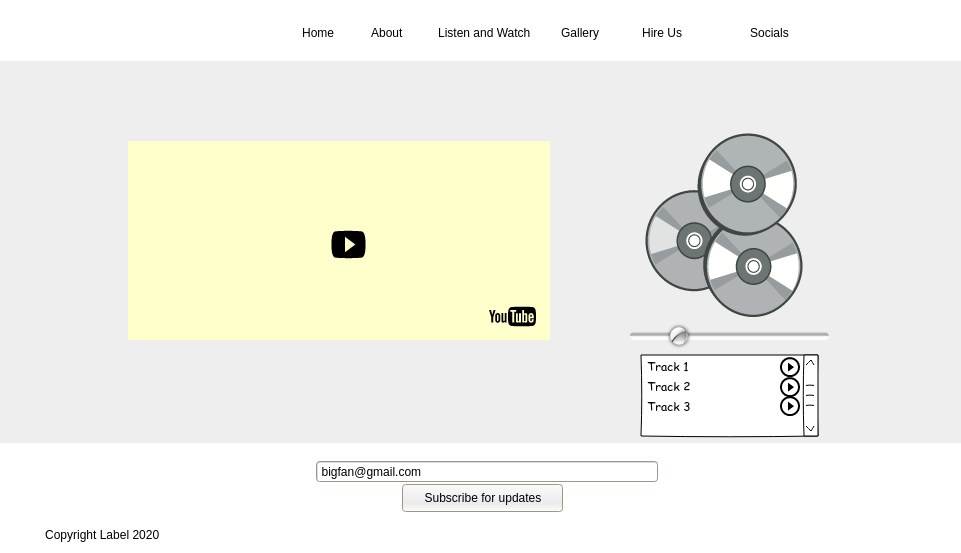 Home About Listen and Watch Gallery Hire Us Socials
YouTube
Track 1
Track 2
Track 3
bigfan@gmail.com
Subscribe for updates
Copyright Label 2020